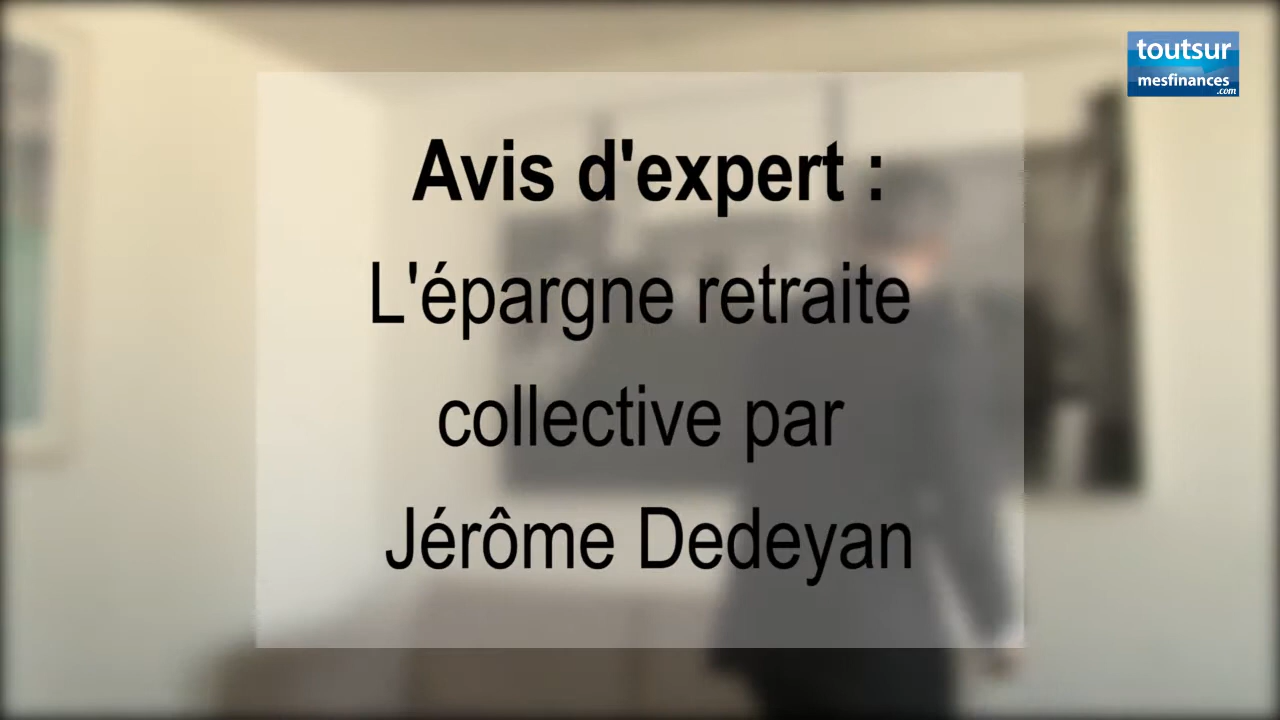 toutsur
mesfinances
.com
Avis d'expert :
L'épargne retraite
collective par
Jérôme Dedeyan